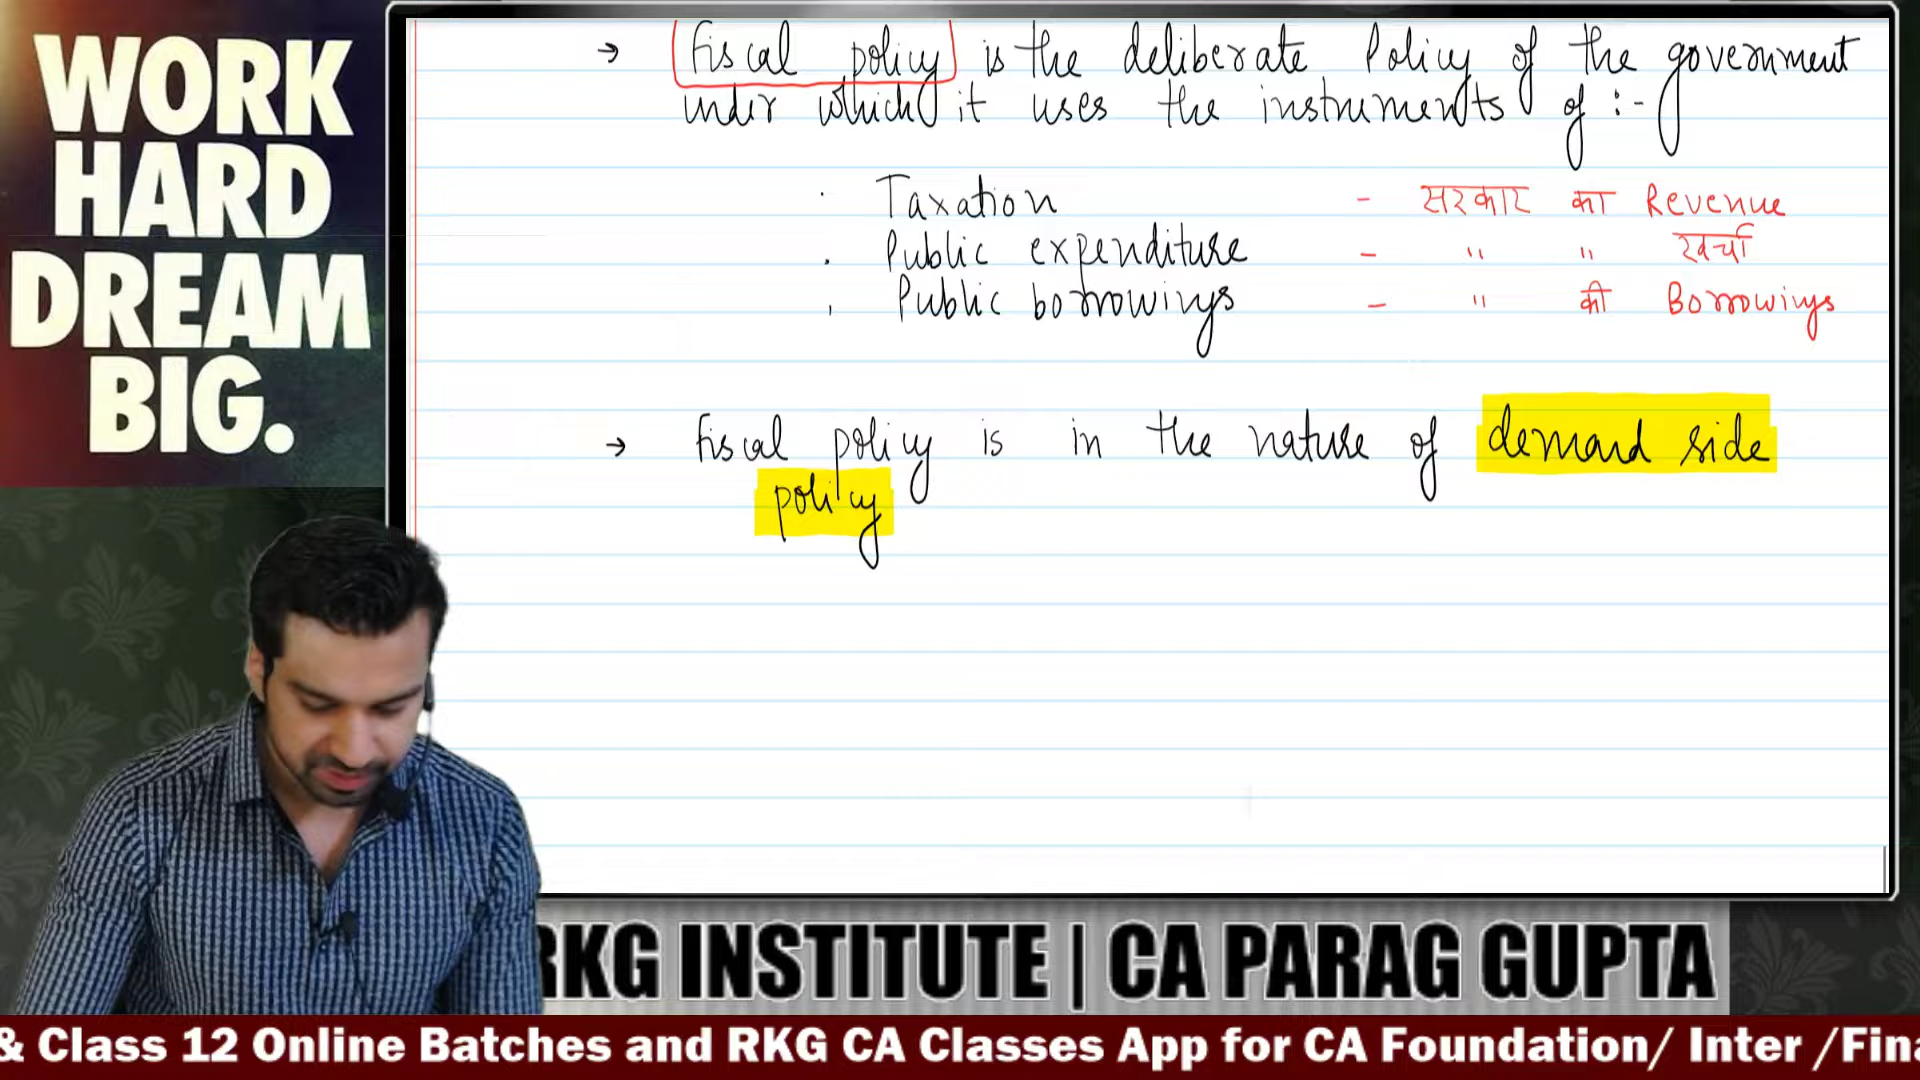 WORK
HARD
DREAM
BIG.
→ fiscal policy is the deliberate Policy of the government
under which it uses the instruments of :-
· Taxation - सरकार का Revenue
· Public expenditure - " " खर्चा
· Public borrowings - " की Borrowings
→ fiscal policy is in the nature of demand side
policy
RKG INSTITUTE | CA PARAG GUPTA
& Class 12 Online Batches and RKG CA Classes App for CA Foundation/ Inter /Fina